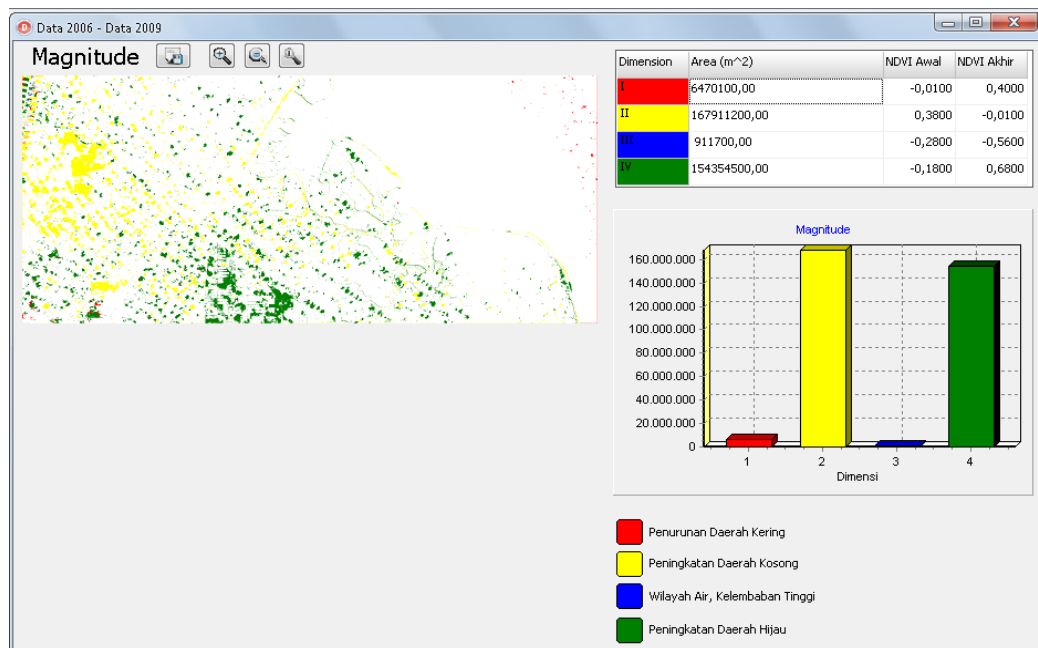 Data 2006 - Data 2009
Magnitude
Dimension Area (m^2) NDVI Awal NDVI Akhir
I 6470100,00 -0,0100 0,4000
II 167911200,00 0,3800 -0,0100
III 911700,00 -0,2800 -0,5600
IV 154354500,00 -0,1800 0,6800
Magnitude
160.000.000
140.000.000
120.000.000
100.000.000
80.000.000
60.000.000
40.000.000
20.000.000
0
1 2 3 4
Dimensi
Penurunan Daerah Kering
Peningkatan Daerah Kosong
Wilayah Air, Kelembaban Tinggi
Peningkatan Daerah Hijau